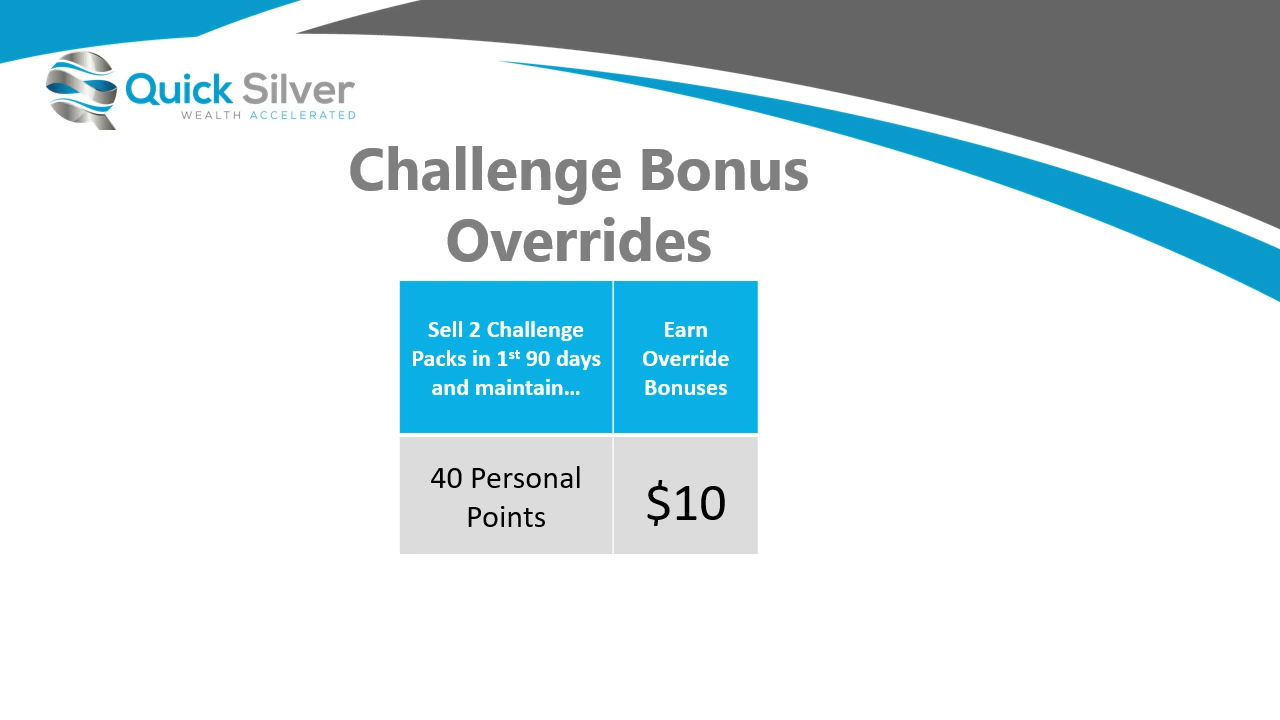 Quick Silver
WEALTH ACCELERATED
Challenge Bonus
Overrides
Sell 2 Challenge
Packs in 1st 90 days
and maintain...
Earn
Override
Bonuses
40 Personal
Points
$10